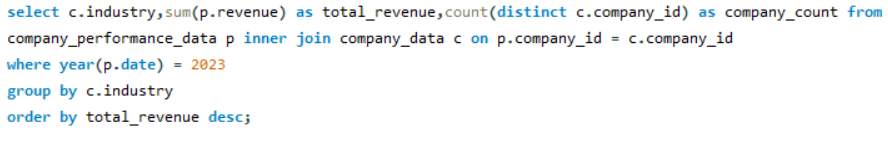 select c.industry,sum(p.revenue) as total_revenue,count(distinct c.company_id) as company_count from
company_performance_data p inner join company_data c on p.company_id = c.company_id
where year(p.date) = 2023
group by c.industry
order by total_revenue desc;